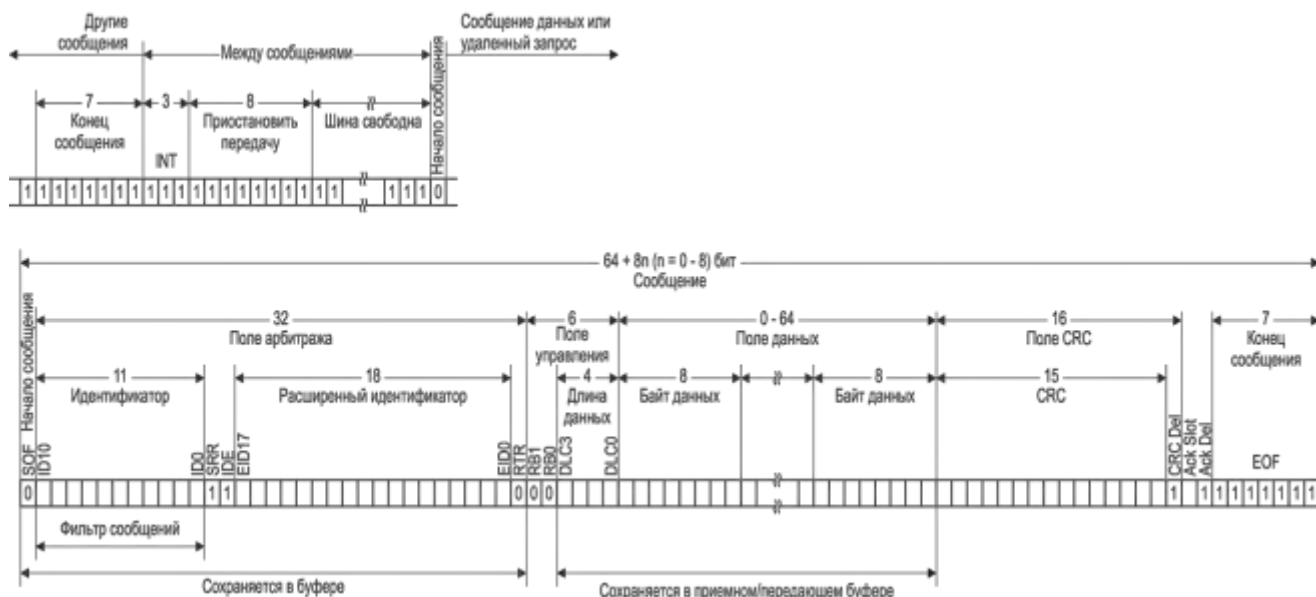 Другие
сообщения
Между сообщениями
Начало сообщения
Сообщение данных или
удаленный запрос
7
Конец
сообщения
3
INT
8
Приостановить
передачу
Шина свободна
1 1 1 1 1 1 1 1 1 1 1 1 1 1 1 1 1 1 1 1 1 1 1 1 0
64 + 8n (n = 0 - 8) бит
Сообщение
Начало сообщения
32
Поле арбитража
6
Поле
управления
0 - 64
Поле данных
16
Поле CRC
7
Конец
сообщения
11
Идентификатор
18
Расширенный идентификатор
4
Длина
данных
8
Байт данных
8
Байт данных
15
CRC
SOF
ID10
ID0
SRR
IDE
EID17
EID0
RTR
RB1
RB0
DLC3
DLC0
CRC Del
Ack Slot
Ack Del
EOF
0 1 1 0 0 0 1 1 1 1 1 1 1 1 1
Фильтр сообщений
Сохраняется в буфере
Сохраняется в приемном/передающем буфере